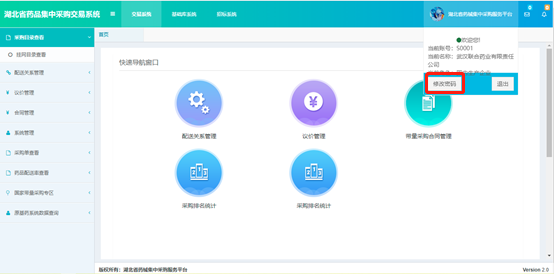 湖北省药品集中采购交易系统
交易系统
基础库系统
招标系统
湖北省药械集中采购服务平台
采购目录查看
挂网目录查看
配送关系管理
议价管理
合同管理
系统管理
采购单查看
药品配送率查看
国家带量采购专区
原基药系统数据查询
首页
快速导航窗口
配送关系管理
议价管理
带量采购合同管理
采购排名统计
采购排名统计
欢迎您!
当前账号：S0001
当前名称：武汉联合药业有限责任
公司
修改密码
退出
版权所有：湖北省药械集中采购服务平台
Version 2.0